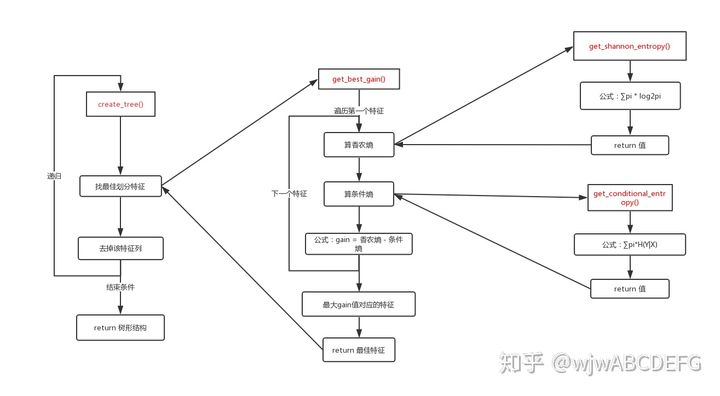 create_tree()
递归
找最佳划分特征
去掉该特征列
结束条件
return 树形结构
get_best_gain()
遍历第一个特征
算香农熵
下一个特征
算条件熵
公式：gain = 香农熵 - 条件
熵
最大gain值对应的特征
return 最佳特征
get_shannon_entropy()
公式：∑pi * log2pi
return 值
get_conditional_entr
opy()
公式：∑pi*H(Y|X)
return 值
知乎 @wjwABCDEFG